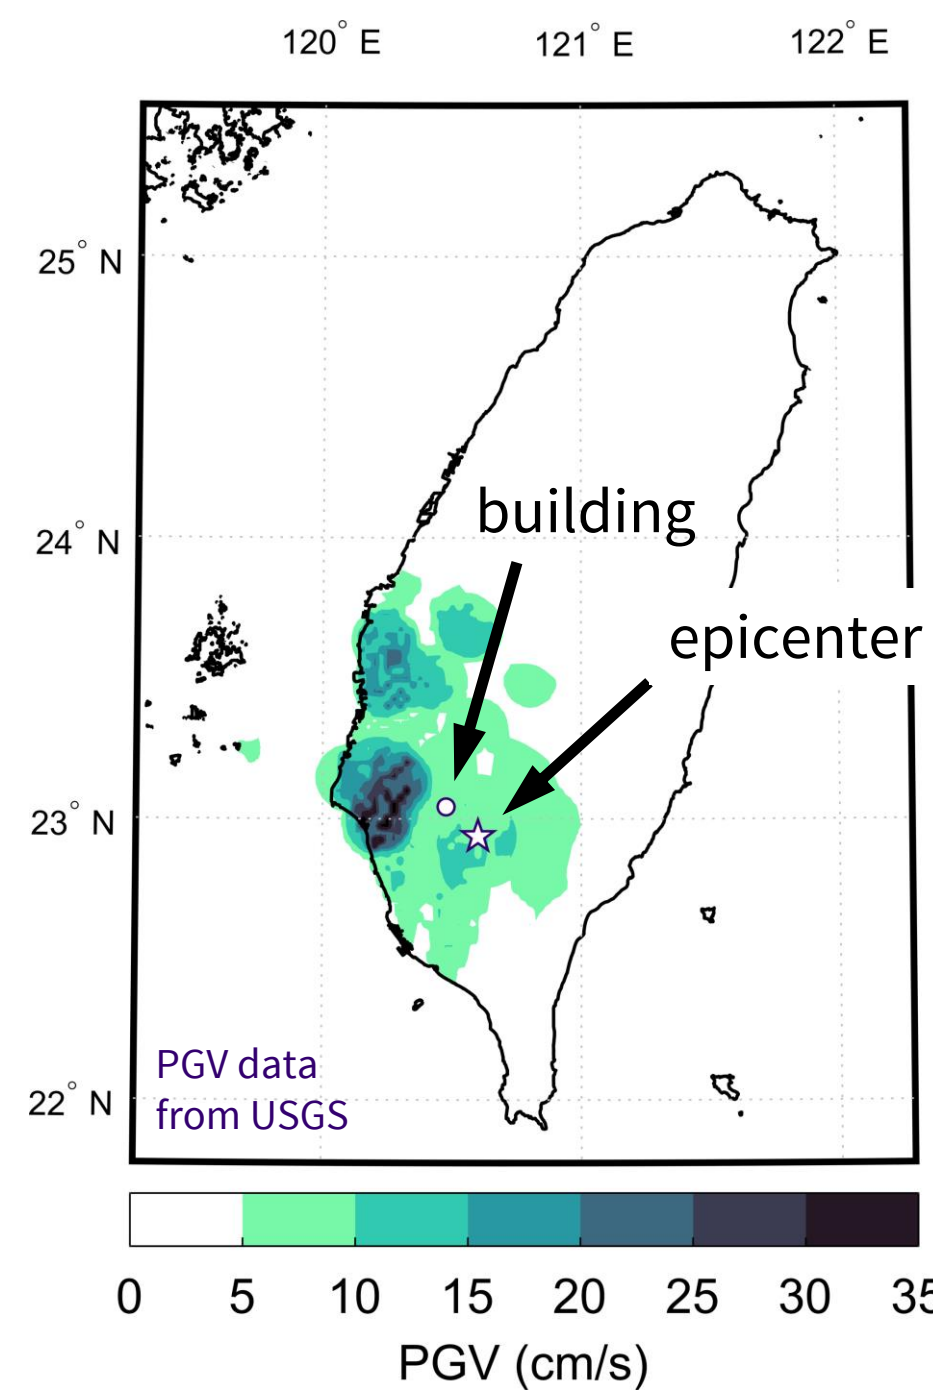 120° E 121° E 122° E
25° N
24° N
23° N
22° N
building
epicenter
PGV data
from USGS
0 5 10 15 20 25 30 35
PGV (cm/s)